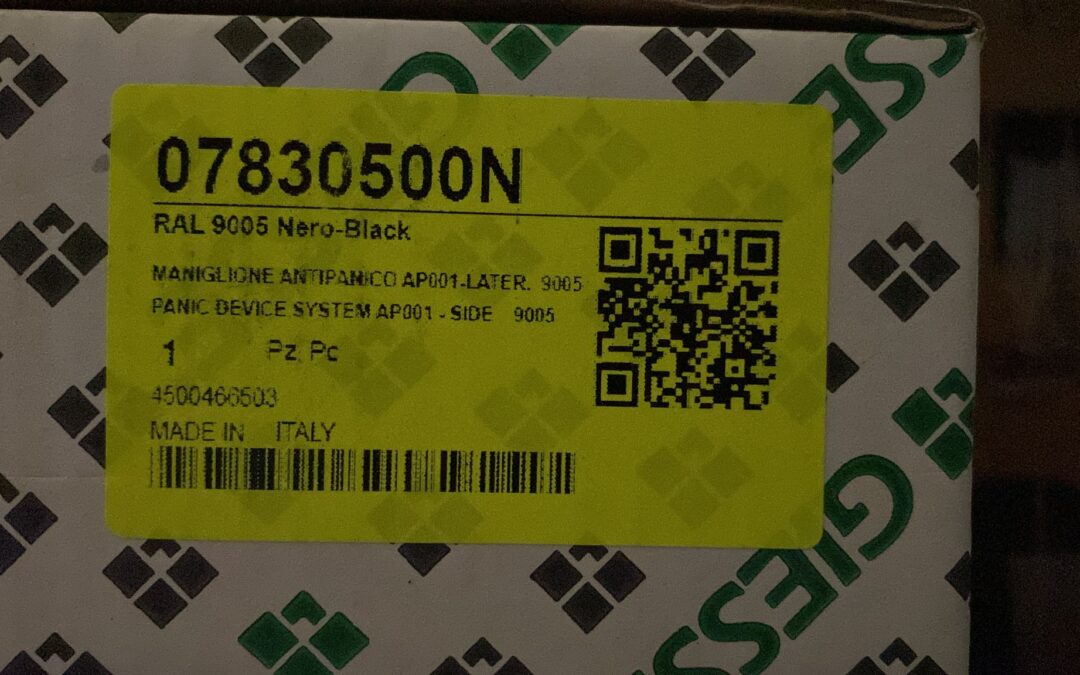 07830500N
RAL 9005 Nero-Black
MANIGLIONE ANTIPANICO AP001-LATER. 9005
PANIC DEVICE SYSTEM AP001 - SIDE 9005
1 Pz, Pc
4500466503
MADE IN ITALY
GIESS